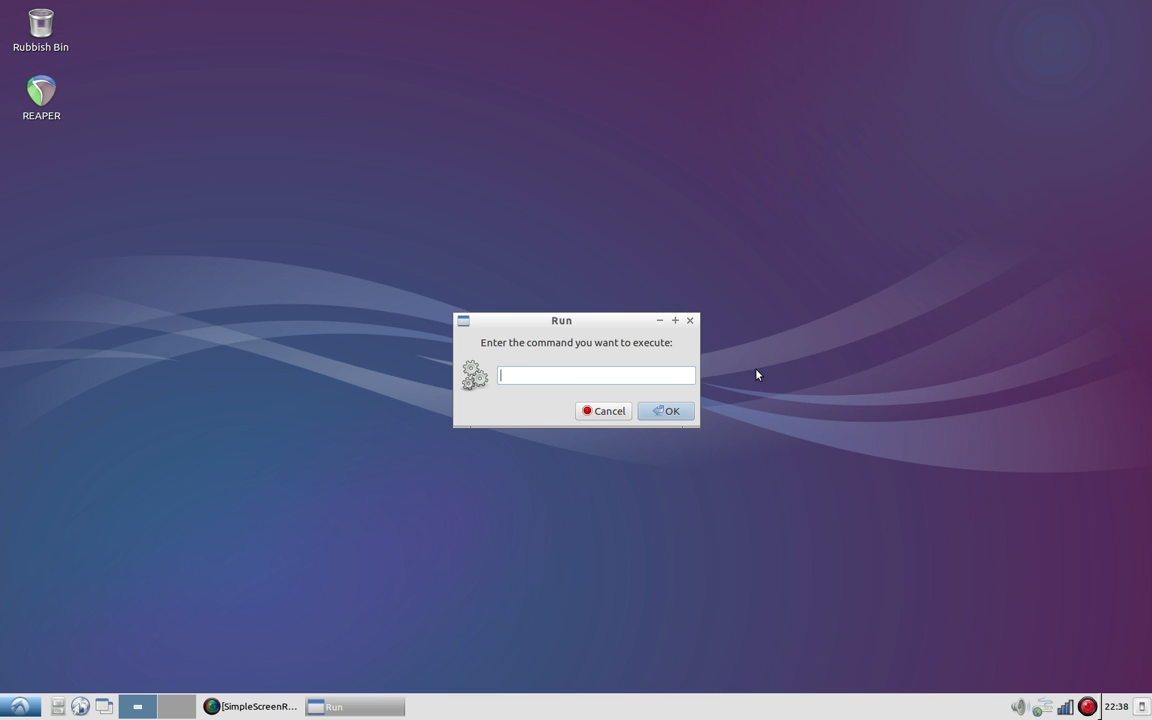 Rubbish Bin
REAPER
Run
Enter the command you want to execute:
Cancel
OK
[SimpleScreenR...
Run
22:38